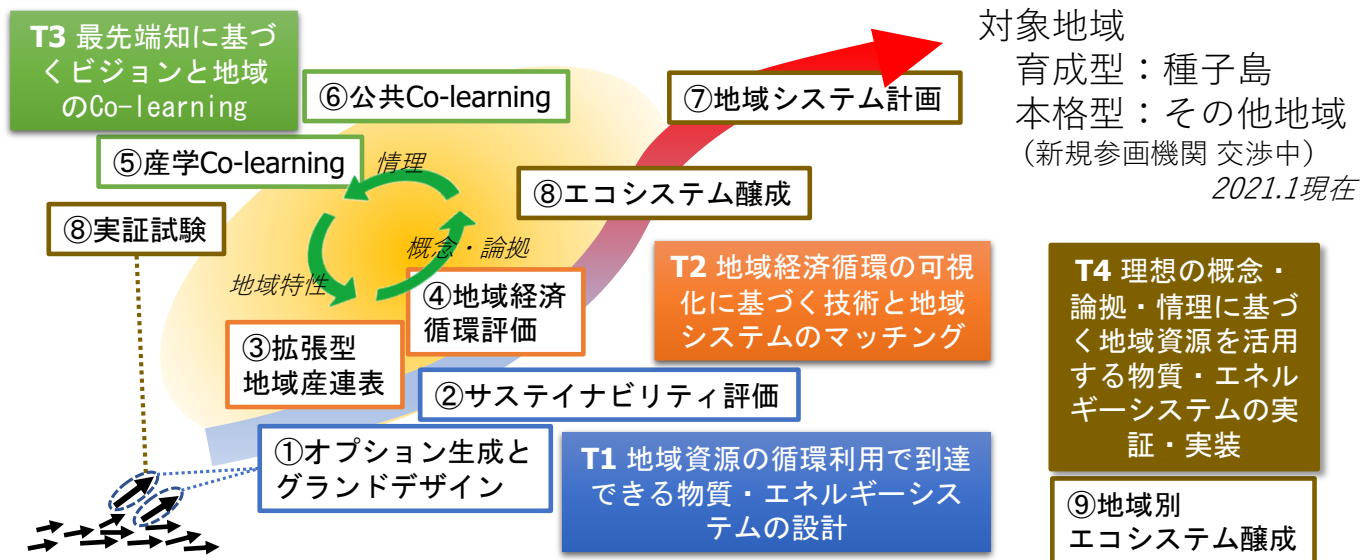 T3 最先端知に基づ
くビジョンと地域
のCo-learning
⑥公共Co-learning
⑤産学Co-learning
⑧実証試験
情理
概念・論拠
地域特性
⑦地域システム計画
⑧エコシステム醸成
対象地域
育成型：種子島
本格型：その他地域
（新規参画機関 交渉中）
2021.1現在
④地域経済
循環評価
③拡張型
地域産連表
T2 地域経済循環の可視
化に基づく技術と地域
システムのマッチング
②サステイナビリティ評価
①オプション生成と
グランドデザイン
T1 地域資源の循環利用で到達
できる物質・エネルギーシス
テムの設計
T4 理想の概念・
論拠・情理に基づ
く地域資源を活用
する物質・エネル
ギーシステムの実
証・実装
⑨地域別
エコシステム醸成